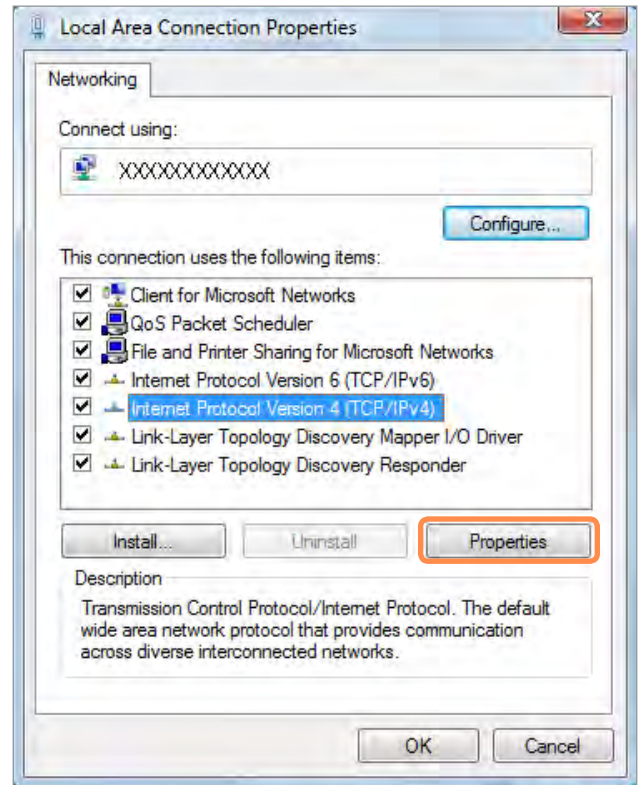 Local Area Connection Properties
Networking
Connect using:
XXXXXXXXXXXX
Configure...
This connection uses the following items:
Client for Microsoft Networks
QoS Packet Scheduler
File and Printer Sharing for Microsoft Networks
Internet Protocol Version 6 (TCP/IPv6)
Internet Protocol Version 4 (TCP/IPv4)
Link-Layer Topology Discovery Mapper I/O Driver
Link-Layer Topology Discovery Responder
Install... Uninstall Properties
Description
Transmission Control Protocol/Internet Protocol. The default
wide area network protocol that provides communication
across diverse interconnected networks.
OK Cancel